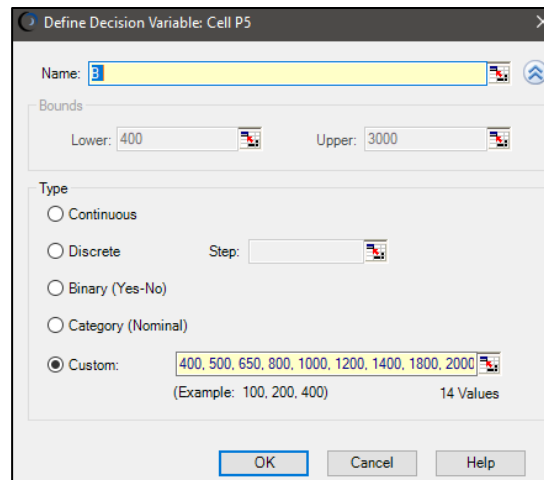 Define Decision Variable: Cell P5
Name: B
Bounds
Lower: 400 Upper: 3000
Type
Continuous
Discrete Step:
Binary (Yes-No)
Category (Nominal)
Custom: 400, 500, 650, 800, 1000, 1200, 1400, 1800, 2000
(Example: 100, 200, 400) 14 Values
OK Cancel Help